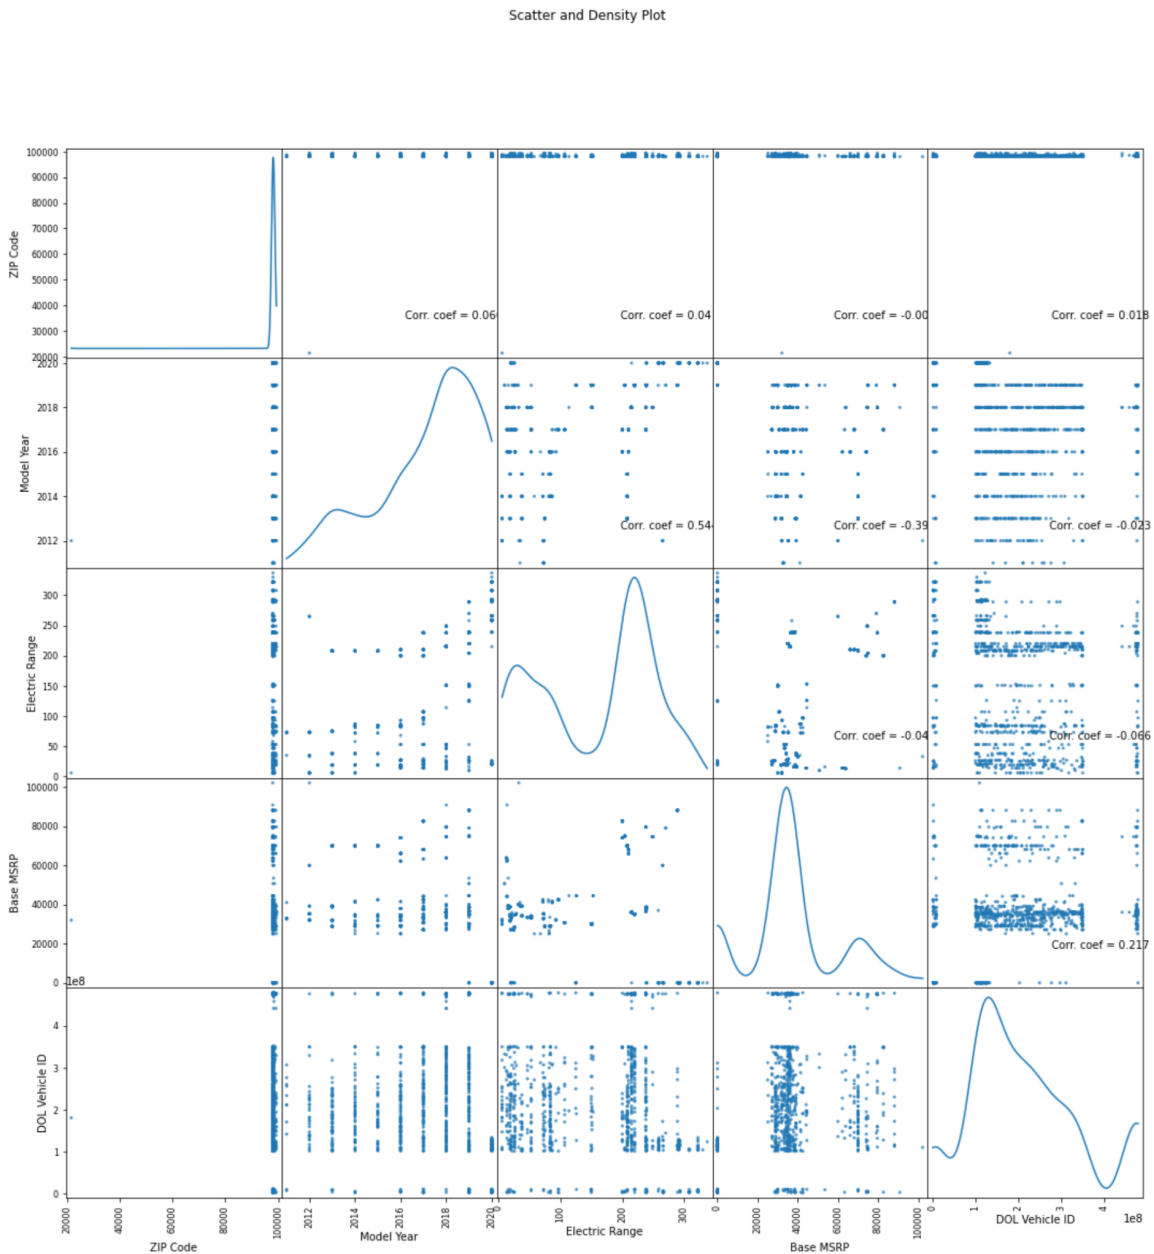 Scatter and Density Plot
100000
90000
80000
70000
60000
50000
40000
30000
20000
ZIP Code
Corr. coef = 0.06
Corr. coef = 0.04
Corr. coef = -0.00
Corr. coef = 0.018
2020
2018
2016
2014
2012
Model Year
Corr. coef = 0.54
Corr. coef = -0.39
Corr. coef = -0.023
300
250
200
150
100
50
0
Electric Range
Corr. coef = -0.04
Corr. coef = -0.066
100000
80000
60000
40000
20000
0
Base MSRP
Corr. coef = 0.217
1e8
4
3
2
1
0
DOL Vehicle ID
20000
40000
60000
80000
100000
ZIP Code
2012
2014
2016
2018
2020
Model Year
0
100
200
300
Electric Range
0
20000
40000
60000
80000
100000
Base MSRP
0
1
2
3
4
1e8
DOL Vehicle ID